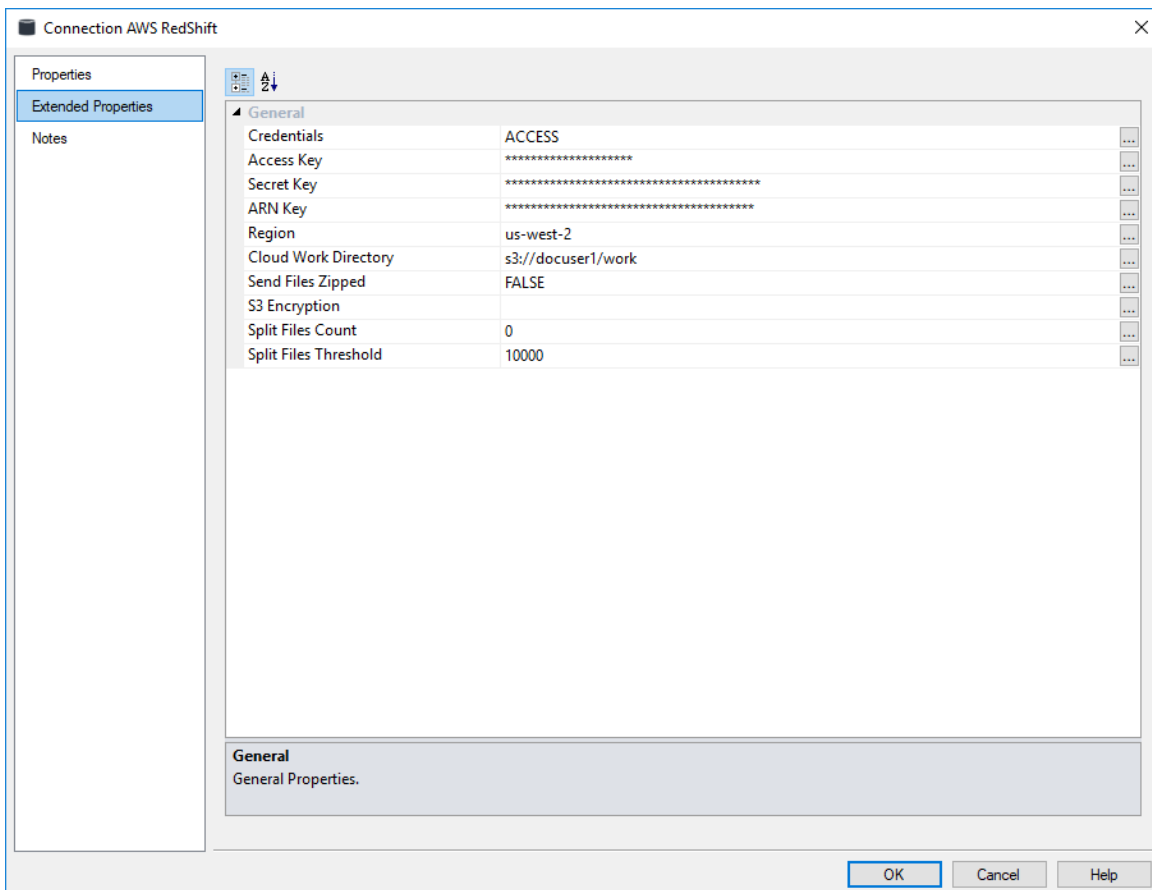 Connection AWS RedShift
Properties
Extended Properties
Notes
General
Credentials ACCESS ...
Access Key ******************** ...
Secret Key **************************************** ...
ARN Key *************************************** ...
Region us-west-2 ...
Cloud Work Directory s3://docuser1/work ...
Send Files Zipped FALSE ...
S3 Encryption ...
Split Files Count 0 ...
Split Files Threshold 10000 ...
General
General Properties.
OK Cancel Help